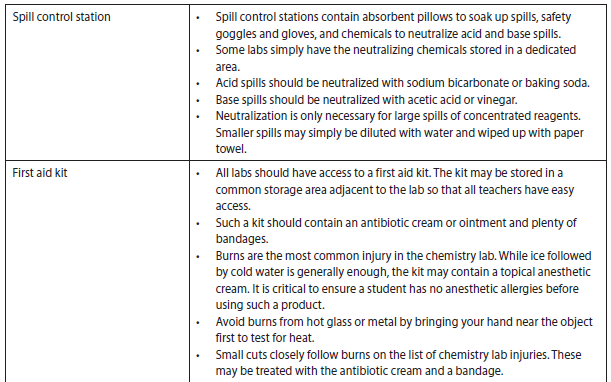 Spill control station
• Spill control stations contain absorbent pillows to soak up spills, safety
goggles and gloves, and chemicals to neutralize acid and base spills.
• Some labs simply have the neutralizing chemicals stored in a dedicated
area.
• Acid spills should be neutralized with sodium bicarbonate or baking soda.
• Base spills should be neutralized with acetic acid or vinegar.
• Neutralization is only necessary for large spills of concentrated reagents.
Smaller spills may simply be diluted with water and wiped up with paper
towel.
First aid kit
• All labs should have access to a first aid kit. The kit may be stored in a
common storage area adjacent to the lab so that all teachers have easy
access.
• Such a kit should contain an antibiotic cream or ointment and plenty of
bandages.
• Burns are the most common injury in the chemistry lab. While ice followed
by cold water is generally enough, the kit may contain a topical anesthetic
cream. It is critical to ensure a student has no anesthetic allergies before
using such a product.
• Avoid burns from hot glass or metal by bringing your hand near the object
first to test for heat.
• Small cuts closely follow burns on the list of chemistry lab injuries. These
may be treated with the antibiotic cream and a bandage.